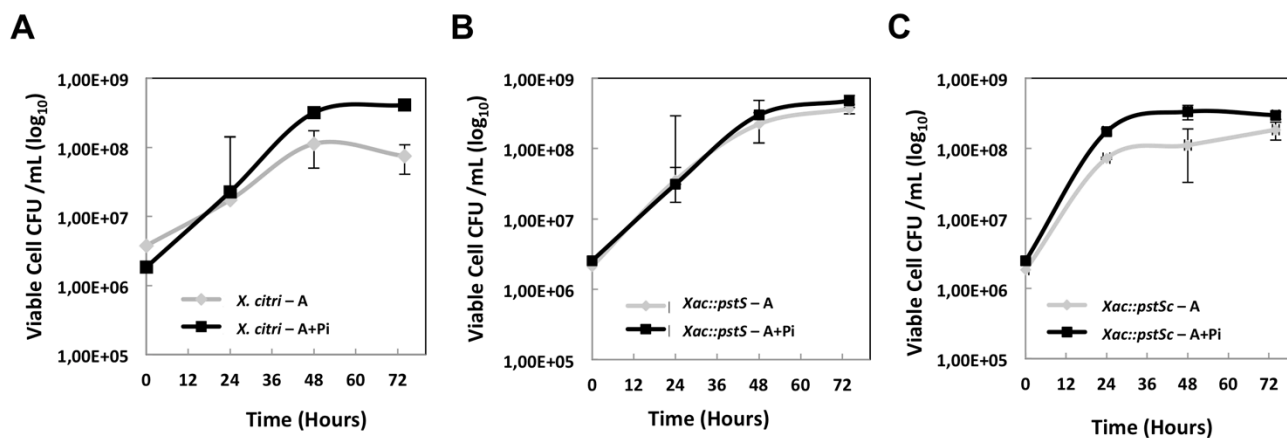 A
Viable Cell CFU /mL (log10)
1,00E+09
1,00E+08
1,00E+07
1,00E+06
1,00E+05
X. citri – A
X. citri – A+Pi
0 12 24 36 48 60 72
Time (Hours)
B
Viable Cell CFU /mL (log10)
1,00E+09
1,00E+08
1,00E+07
1,00E+06
1,00E+05
Xac::pstS – A
Xac::pstS – A+Pi
0 12 24 36 48 60 72
Time (Hours)
C
Viable Cell CFU /mL (log10)
1,00E+09
1,00E+08
1,00E+07
1,00E+06
1,00E+05
Xac::pstSc – A
Xac::pstSc – A+Pi
0 12 24 36 48 60 72
Time (Hours)